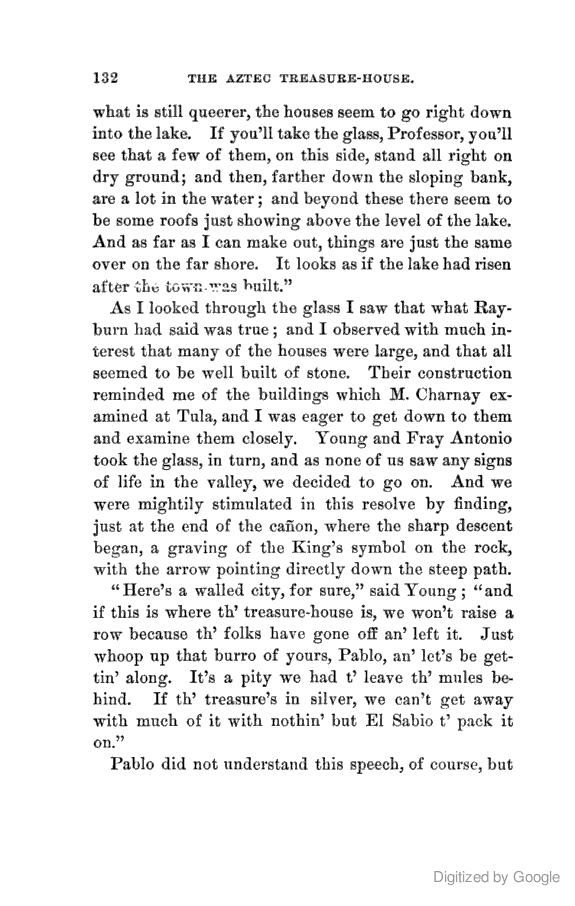 132 THE AZTEC TREASURE-HOUSE.
what is still queerer, the houses seem to go right down
into the lake. If you'll take the glass, Professor, you'll
see that a few of them, on this side, stand all right on
dry ground; and then, farther down the sloping bank,
are a lot in the water; and beyond these there seem to
be some roofs just showing above the level of the lake.
And as far as I can make out, things are just the same
over on the far shore. It looks as if the lake had risen
after the town was built."
As I looked through the glass I saw that what Ray-
burn had said was true; and I observed with much in-
terest that many of the houses were large, and that all
seemed to be well built of stone. Their construction
reminded me of the buildings which M. Charnay ex-
amined at Tula, and I was eager to get down to them
and examine them closely. Young and Fray Antonio
took the glass, in turn, and as none of us saw any signs
of life in the valley, we decided to go on. And we
were mightily stimulated in this resolve by finding,
just at the end of the cañon, where the sharp descent
began, a graving of the King's symbol on the rock,
with the arrow pointing directly down the steep path.
"Here's a walled city, for sure," said Young; "and
if this is where th' treasure-house is, we won't raise a
row because th' folks have gone off an' left it. Just
whoop up that burro of yours, Pablo, an' let's be get-
tin' along. It's a pity we had t' leave th' mules be-
hind. If th' treasure's in silver, we can't get away
with much of it with nothin' but El Sabio t' pack it
on."
Pablo did not understand this speech, of course, but
Digitized by Google